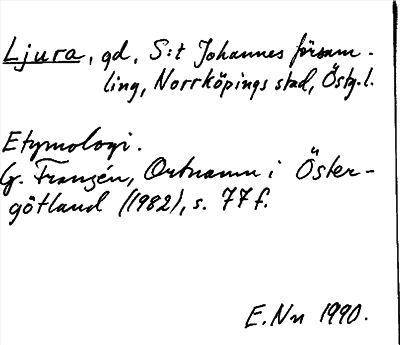 Ljura, gd, S:t Johannes försam-
ling, Norrköpings stad, Östg.l.
Etymologi.
G. Franzén, Ortnamn i Öster-
götland (1982), s. 77 f.
E.Nn 1990.